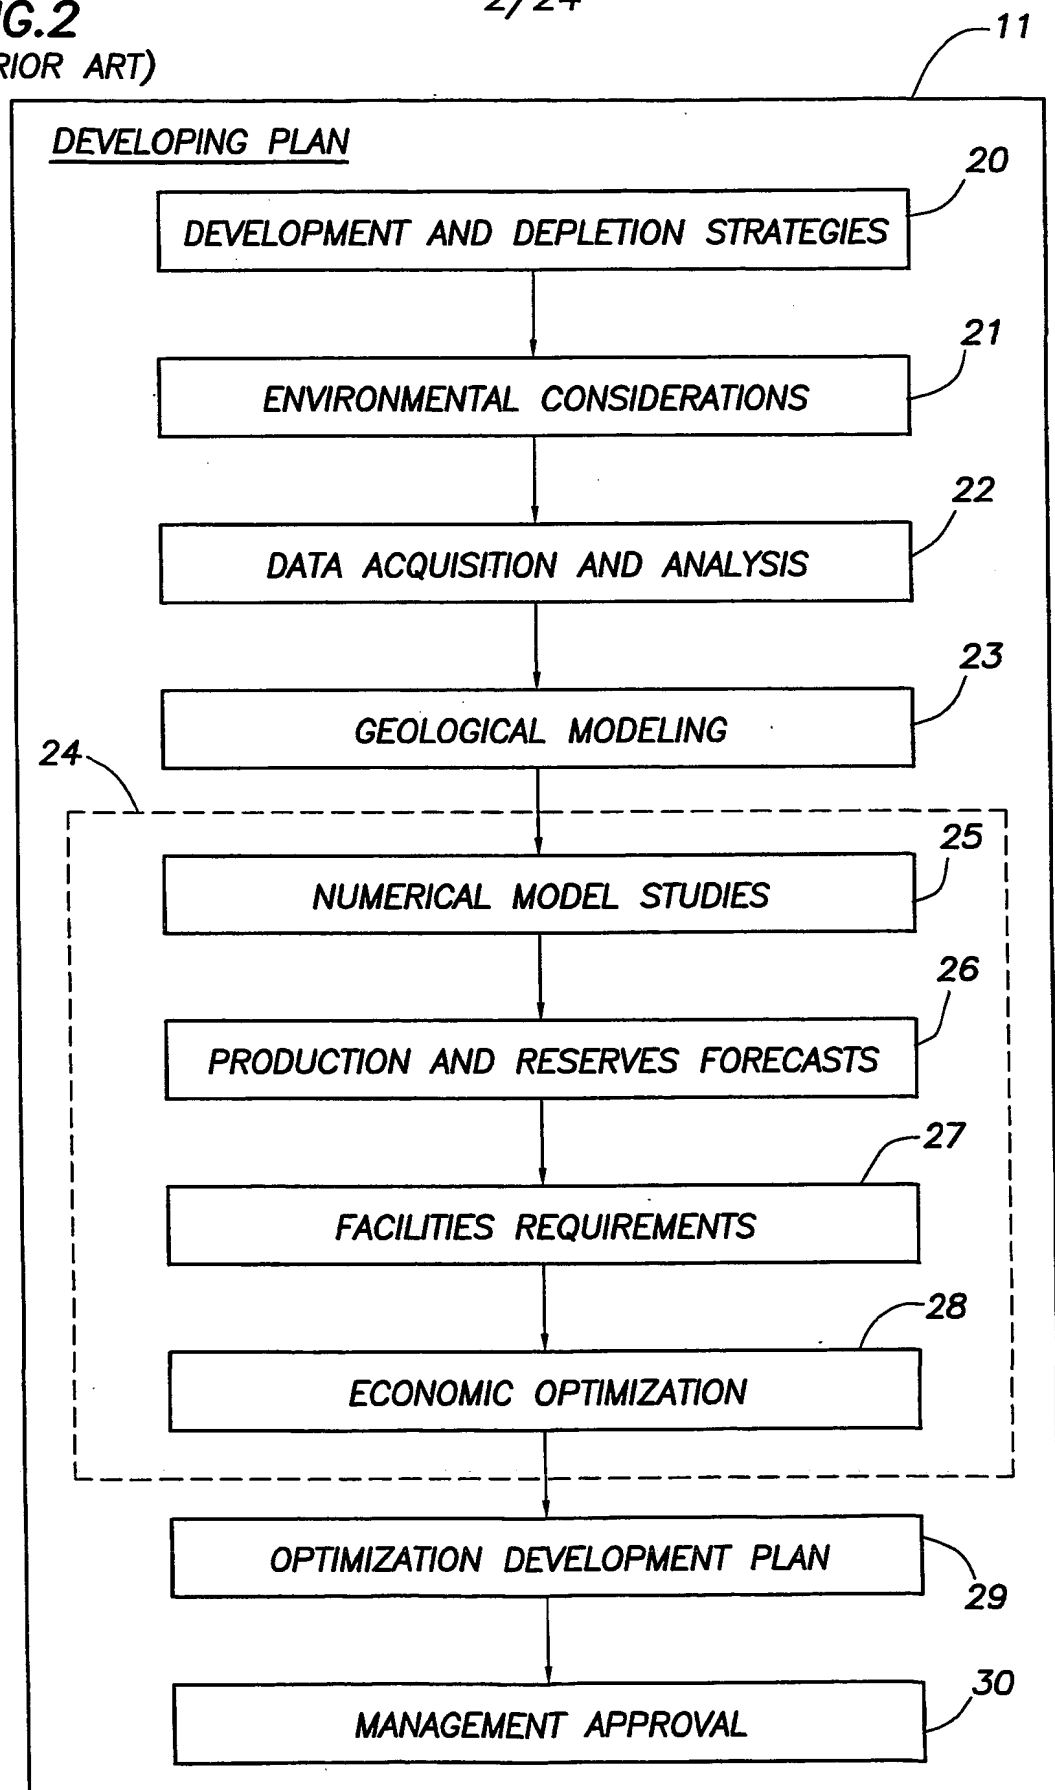 G.2
2/24
RIOR ART)
11
DEVELOPING PLAN
20
DEVELOPMENT AND DEPLETION STRATEGIES
21
ENVIRONMENTAL CONSIDERATIONS
22
DATA ACQUISITION AND ANALYSIS
23
GEOLOGICAL MODELING
24
25
NUMERICAL MODEL STUDIES
26
PRODUCTION AND RESERVES FORECASTS
27
FACILITIES REQUIREMENTS
28
ECONOMIC OPTIMIZATION
OPTIMIZATION DEVELOPMENT PLAN
29
30
MANAGEMENT APPROVAL